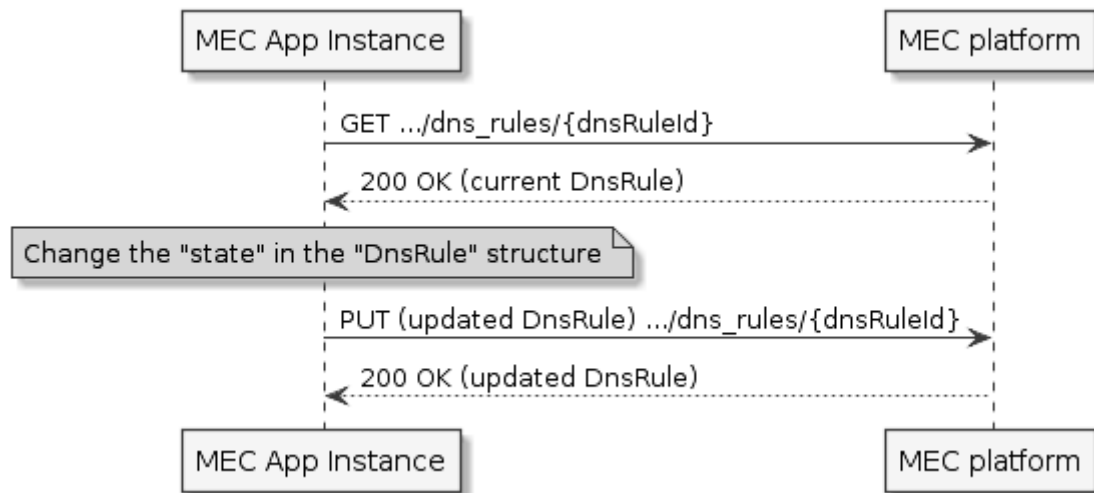 MEC App Instance
MEC platform
GET .../dns_rules/{dnsRuleId}
200 OK (current DnsRule)
Change the "state" in the "DnsRule" structure
PUT (updated DnsRule) .../dns_rules/{dnsRuleId}
200 OK (updated DnsRule)
MEC App Instance
MEC platform